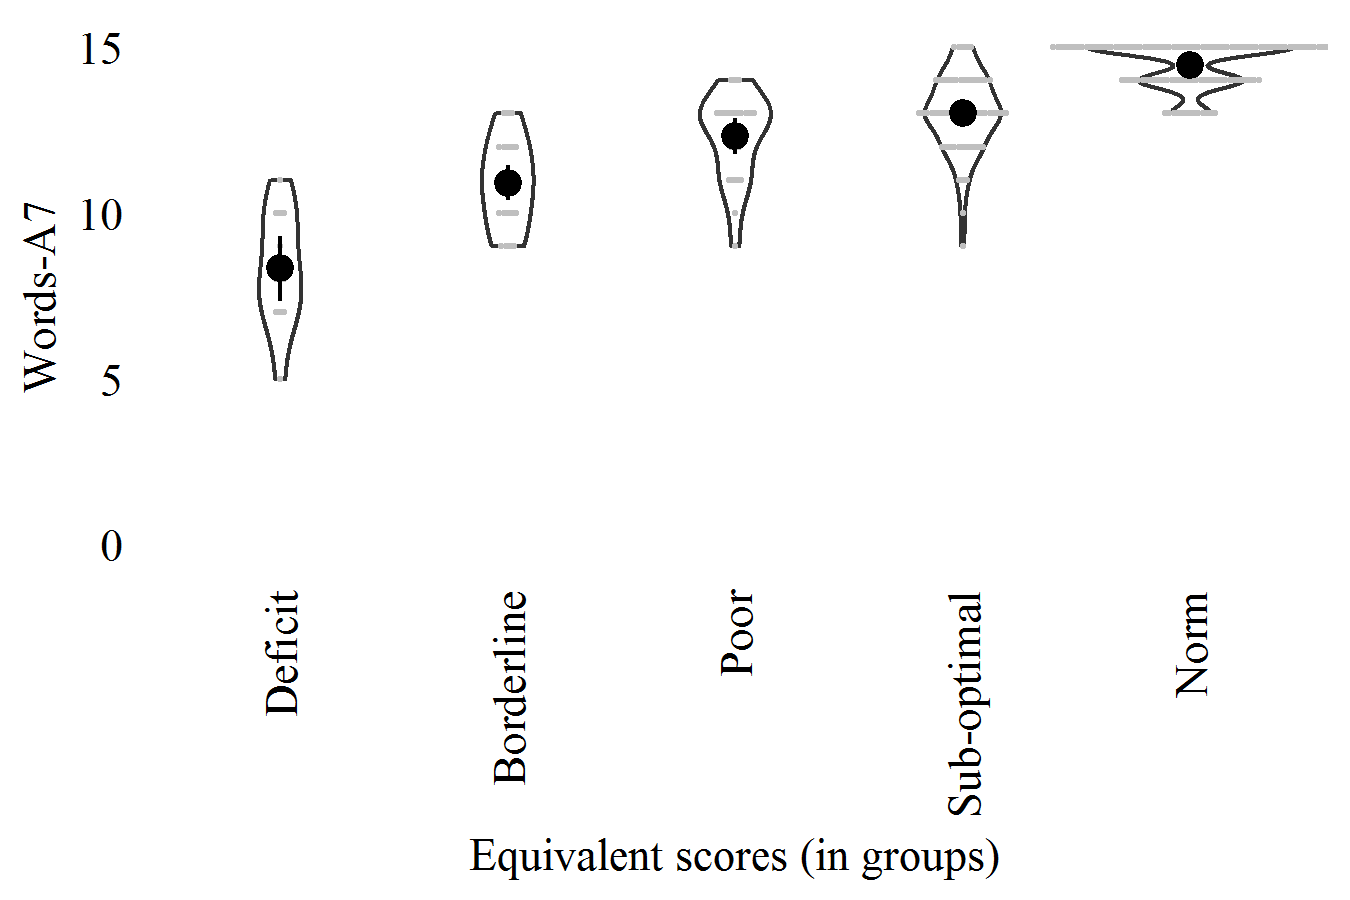 Words-A7
15
10
5
0
Deficit
Borderline
Poor
Sub-optimal
Norm
Equivalent scores (in groups)